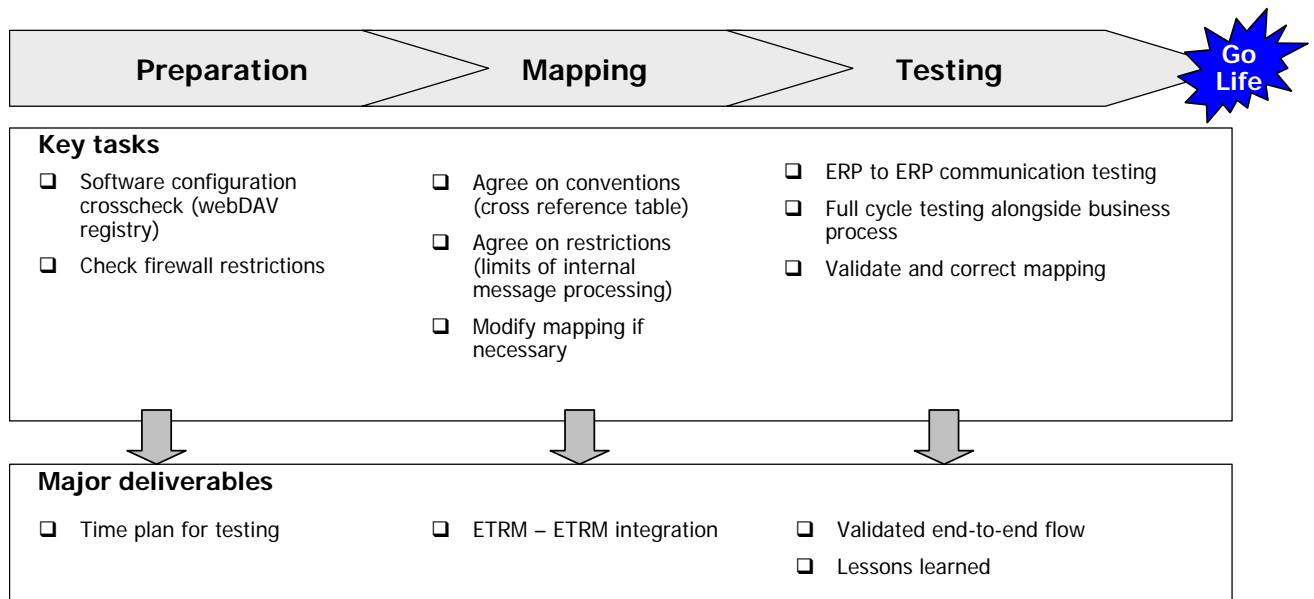 Preparation
Mapping
Testing
Go
Life
Key tasks
❑ Software configuration
crosscheck (webDAV
registry)
❑ Check firewall restrictions
❑ Agree on conventions
(cross reference table)
❑ Agree on restrictions
(limits of internal
message processing)
❑ Modify mapping if
necessary
❑ ERP to ERP communication testing
❑ Full cycle testing alongside business
process
❑ Validate and correct mapping
Major deliverables
❑ Time plan for testing
❑ ETRM – ETRM integration
❑ Validated end-to-end flow
❑ Lessons learned